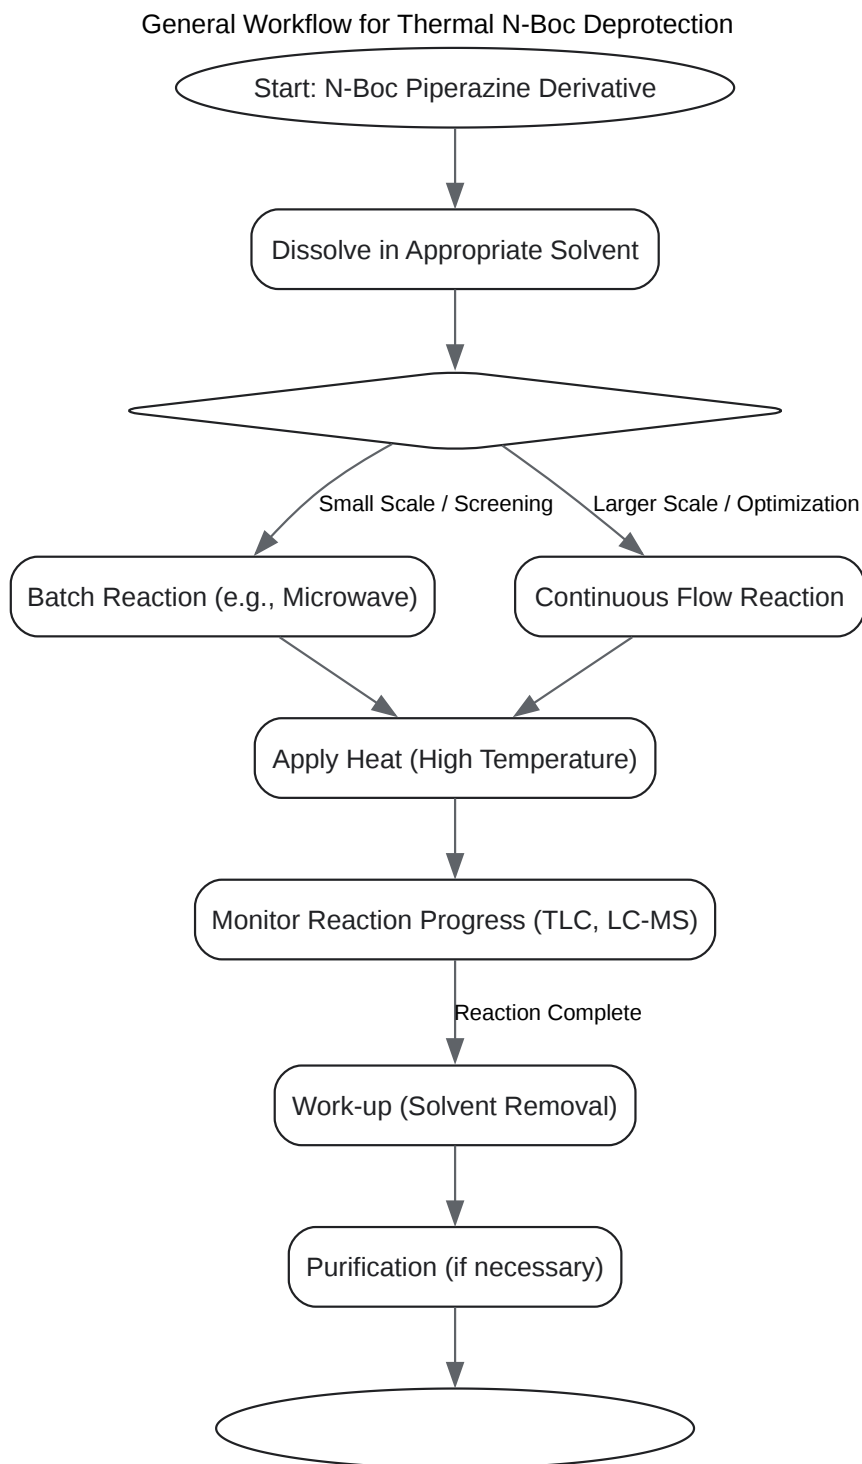 General Workflow for Thermal N-Boc Deprotection
Start: N-Boc Piperazine Derivative
Dissolve in Appropriate Solvent
Small Scale / Screening
Larger Scale / Optimization
Batch Reaction (e.g., Microwave)
Continuous Flow Reaction
Apply Heat (High Temperature)
Monitor Reaction Progress (TLC, LC-MS)
Reaction Complete
Work-up (Solvent Removal)
Purification (if necessary)